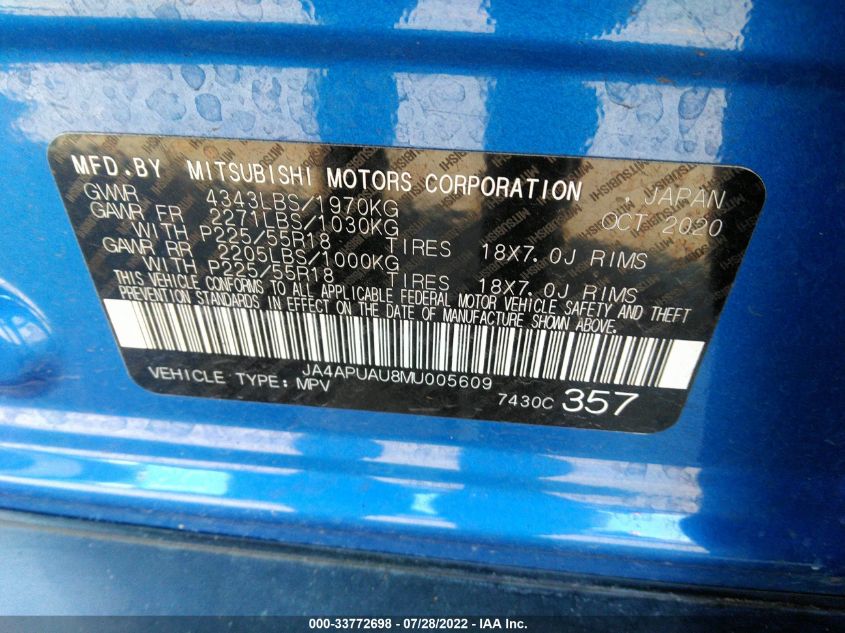 MFD.BY MITSUBISHI MOTORS CORPORATION , JAPAN
GVWR 4343LBS/1970KG OCT 2020
GAWR FR 2271LBS/1030KG
WITH P225/55R18 TIRES 18X7.0J RIMS
GAWR RR 2205LBS/1000KG
WITH P225/55R18 TIRES 18X7.0J RIMS
THIS VEHICLE CONFORMS TO ALL APPLICABLE FEDERAL MOTOR VEHICLE SAFETY AND THEFT
PREVENTION STANDARDS IN EFFECT ON THE DATE OF MANUFACTURE SHOWN ABOVE.
JA4APUAU8MU005609
VEHICLE TYPE: MPV 7430C 357
000-33772698 - 07/28/2022 - IAA Inc.